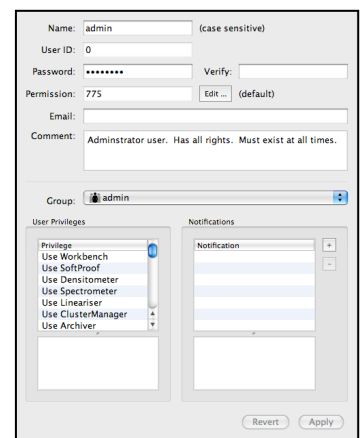 Name: admin (case sensitive)
User ID: 0
Password: •••••••• Verify:
Permission: 775 Edit ... (default)
Email:
Comment: Adminstrator user. Has all rights. Must exist at all times.
Group: admin
User Privileges Notifications
Privilege Notification +
Use Workbench -
Use SoftProof
Use Densitometer
Use Spectrometer
Use Lineariser
Use ClusterManager
Use Archiver
Revert Apply